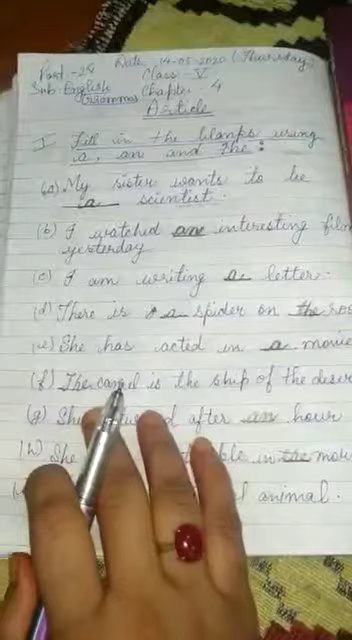 Date 14-05-2020 (Thursday)
Part-28 Class - V
Sub English Chapter - 4
Grammar
Article
I Fill in the blanks using
a, an and the :
(a) My sister wants to be
a scientist.
(b) I watched an interesting film
yesterday
(c) I am writing a letter.
(d) There is a spider on the
(e) She has acted in a movie
(f) The camel is the ship of the
(g) She after an hour
(h) She in the
animal.